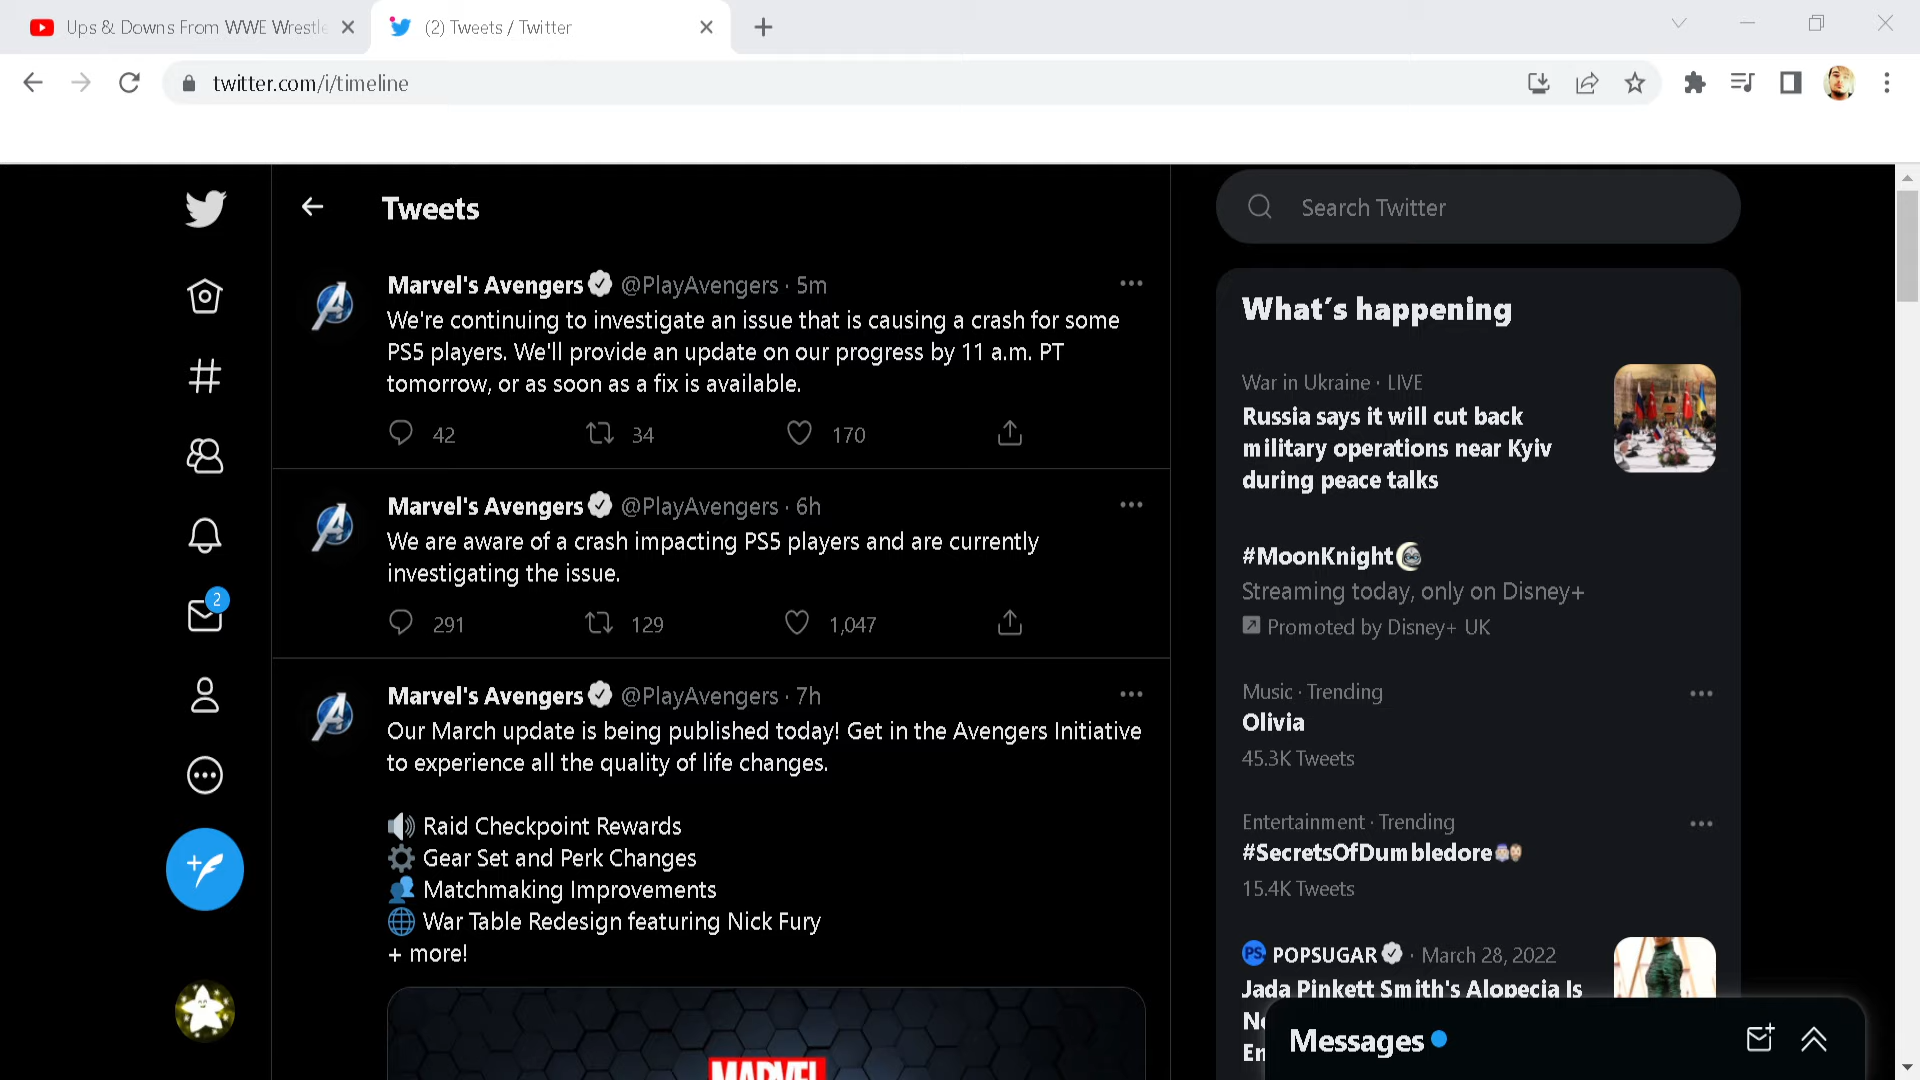 Ups & Downs From WWE Wrestle
(2) Tweets / Twitter
twitter.com/i/timeline
Tweets
Search Twitter
Marvel's Avengers @PlayAvengers · 5m
We're continuing to investigate an issue that is causing a crash for some
PS5 players. We'll provide an update on our progress by 11 a.m. PT
tomorrow, or as soon as a fix is available.
42 34 170
Marvel's Avengers @PlayAvengers · 6h
We are aware of a crash impacting PS5 players and are currently
investigating the issue.
291 129 1,047
2
Marvel's Avengers @PlayAvengers · 7h
Our March update is being published today! Get in the Avengers Initiative
to experience all the quality of life changes.
Raid Checkpoint Rewards
Gear Set and Perk Changes
Matchmaking Improvements
War Table Redesign featuring Nick Fury
+ more!
MARVEL
What's happening
War in Ukraine · LIVE
Russia says it will cut back
military operations near Kyiv
during peace talks
#MoonKnight
Streaming today, only on Disney+
Promoted by Disney+ UK
Music · Trending
Olivia
45.3K Tweets
Entertainment · Trending
#SecretsOfDumbledore
15.4K Tweets
PS POPSUGAR · March 28, 2022
Jada Pinkett Smith's Alopecia Is
Messages